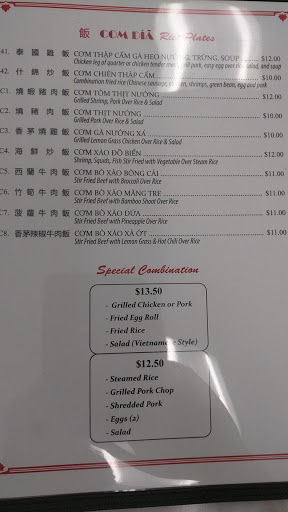 飯 CƠM DĨA Rice Plates
41. 泰國雞飯 CƠM THẬP CẨM GÀ HEO NƯỚNG, TRỨNG, SOUP $12.00
Chicken leg of quarter or chicken tender meat, grill pork, easy egg over rice salad, and soup
42. 什錦炒飯 CƠM CHIÊN THẬP CẨM $10.00
Combination fried rice (Chinese sausage, chicken, shrimps, green bean, egg and pork
C1. 燒蝦豬肉飯 CƠM TÔM THỊT NƯỚNG $12.00
Grilled Shrimp, Pork Over Rice & Salad
C2. 燒豬肉飯 CƠM THỊT NƯỚNG $10.00
Grilled Pork Over Rice & Salad
C3. 香茅燒雞飯 CƠM GÀ NƯỚNG XẢ $10.00
Grilled Lemon Grass Chicken Over Rice & Salad
C4. 海鮮炒飯 CƠM XÀO ĐỒ BIỂN $12.00
Shrimp, Squids, Fish Stir Fried with Vegetable Over Steam Rice
C5. 西蘭牛肉飯 CƠM BÒ XÀO BÔNG CẢI $11.00
Stir Fried Beef with Broccoli Over Rice
C6. 竹筍牛肉飯 CƠM BÒ XÀO MĂNG TRE $11.00
Stir Fried Beef with Bamboo Shoot Over Rice
C7. 菠蘿牛肉飯 CƠM BÒ XÀO DỨA $11.00
Stir Fried Beef with Pineapple Over Rice
C8. 香茅辣椒牛肉飯 CƠM BÒ XÀO XẢ ỚT $11.00
Stir Fried Beef with Lemon Grass & Hot Chili Over Rice
Special Combination
$13.50
- Grilled Chicken or Pork
- Fried Egg Roll
- Fried Rice
- Salad (Vietnamese Style)
$12.50
- Steamed Rice
- Grilled Pork Chop
- Shredded Pork
- Eggs (2)
- Salad